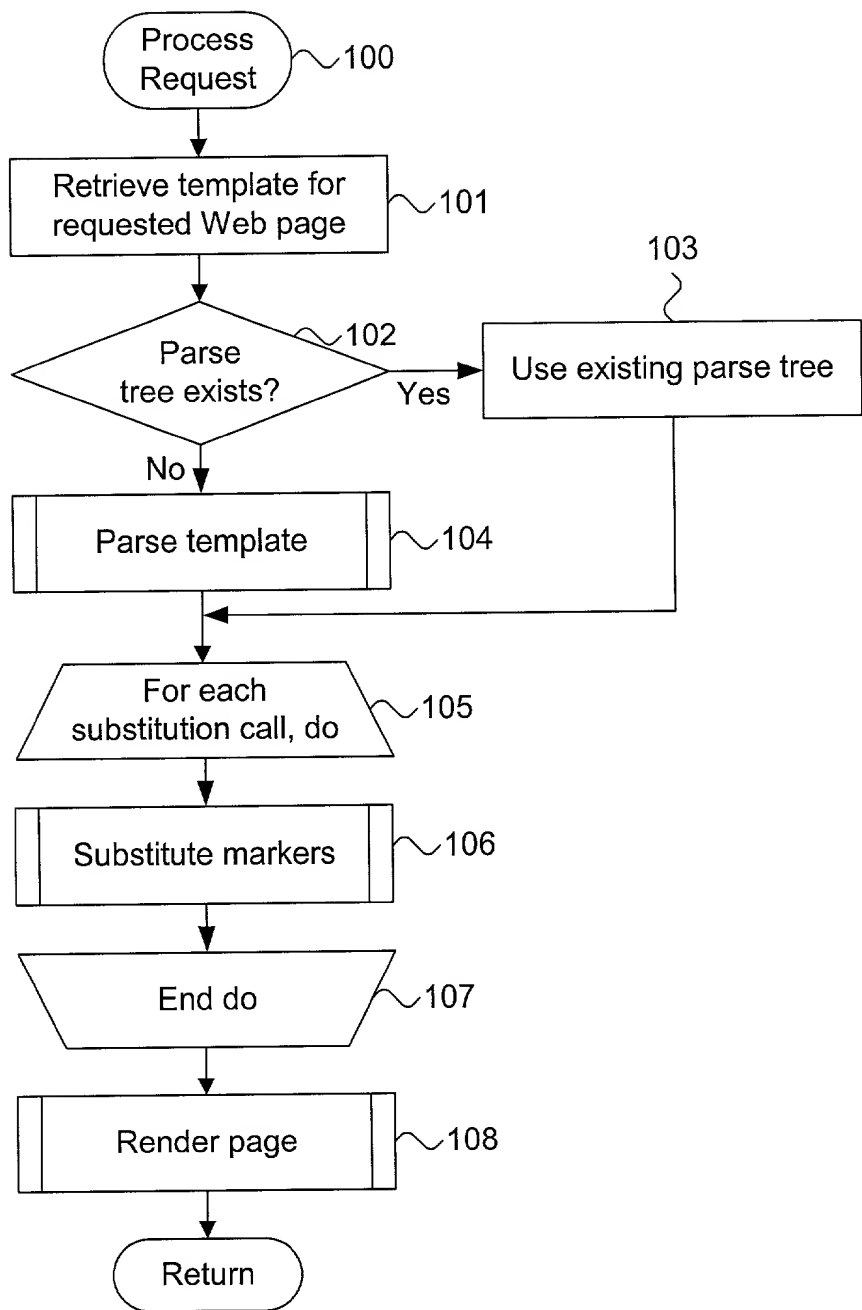 Process
Request
100
Retrieve template for
requested Web page
101
103
102
Parse
tree exists?
Yes
Use existing parse tree
No
Parse template
104
For each
substitution call, do
105
Substitute markers
106
End do
107
Render page
108
Return